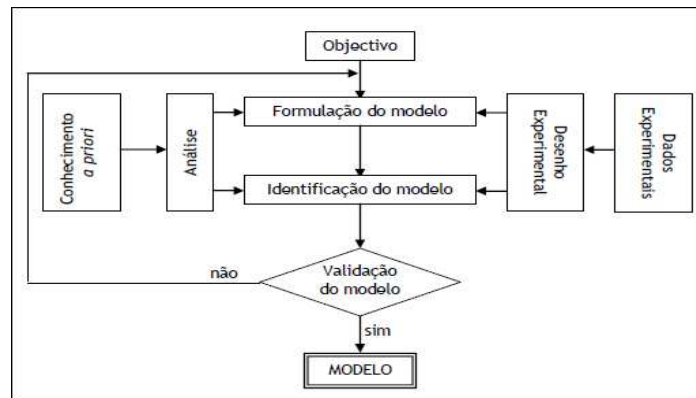 Objectivo
Formulação do modelo
Conhecimento
a priori
Análise
Desenho
Experimental
Dados
Experimentais
Identificação do modelo
Validação
do modelo
não
sim
MODELO